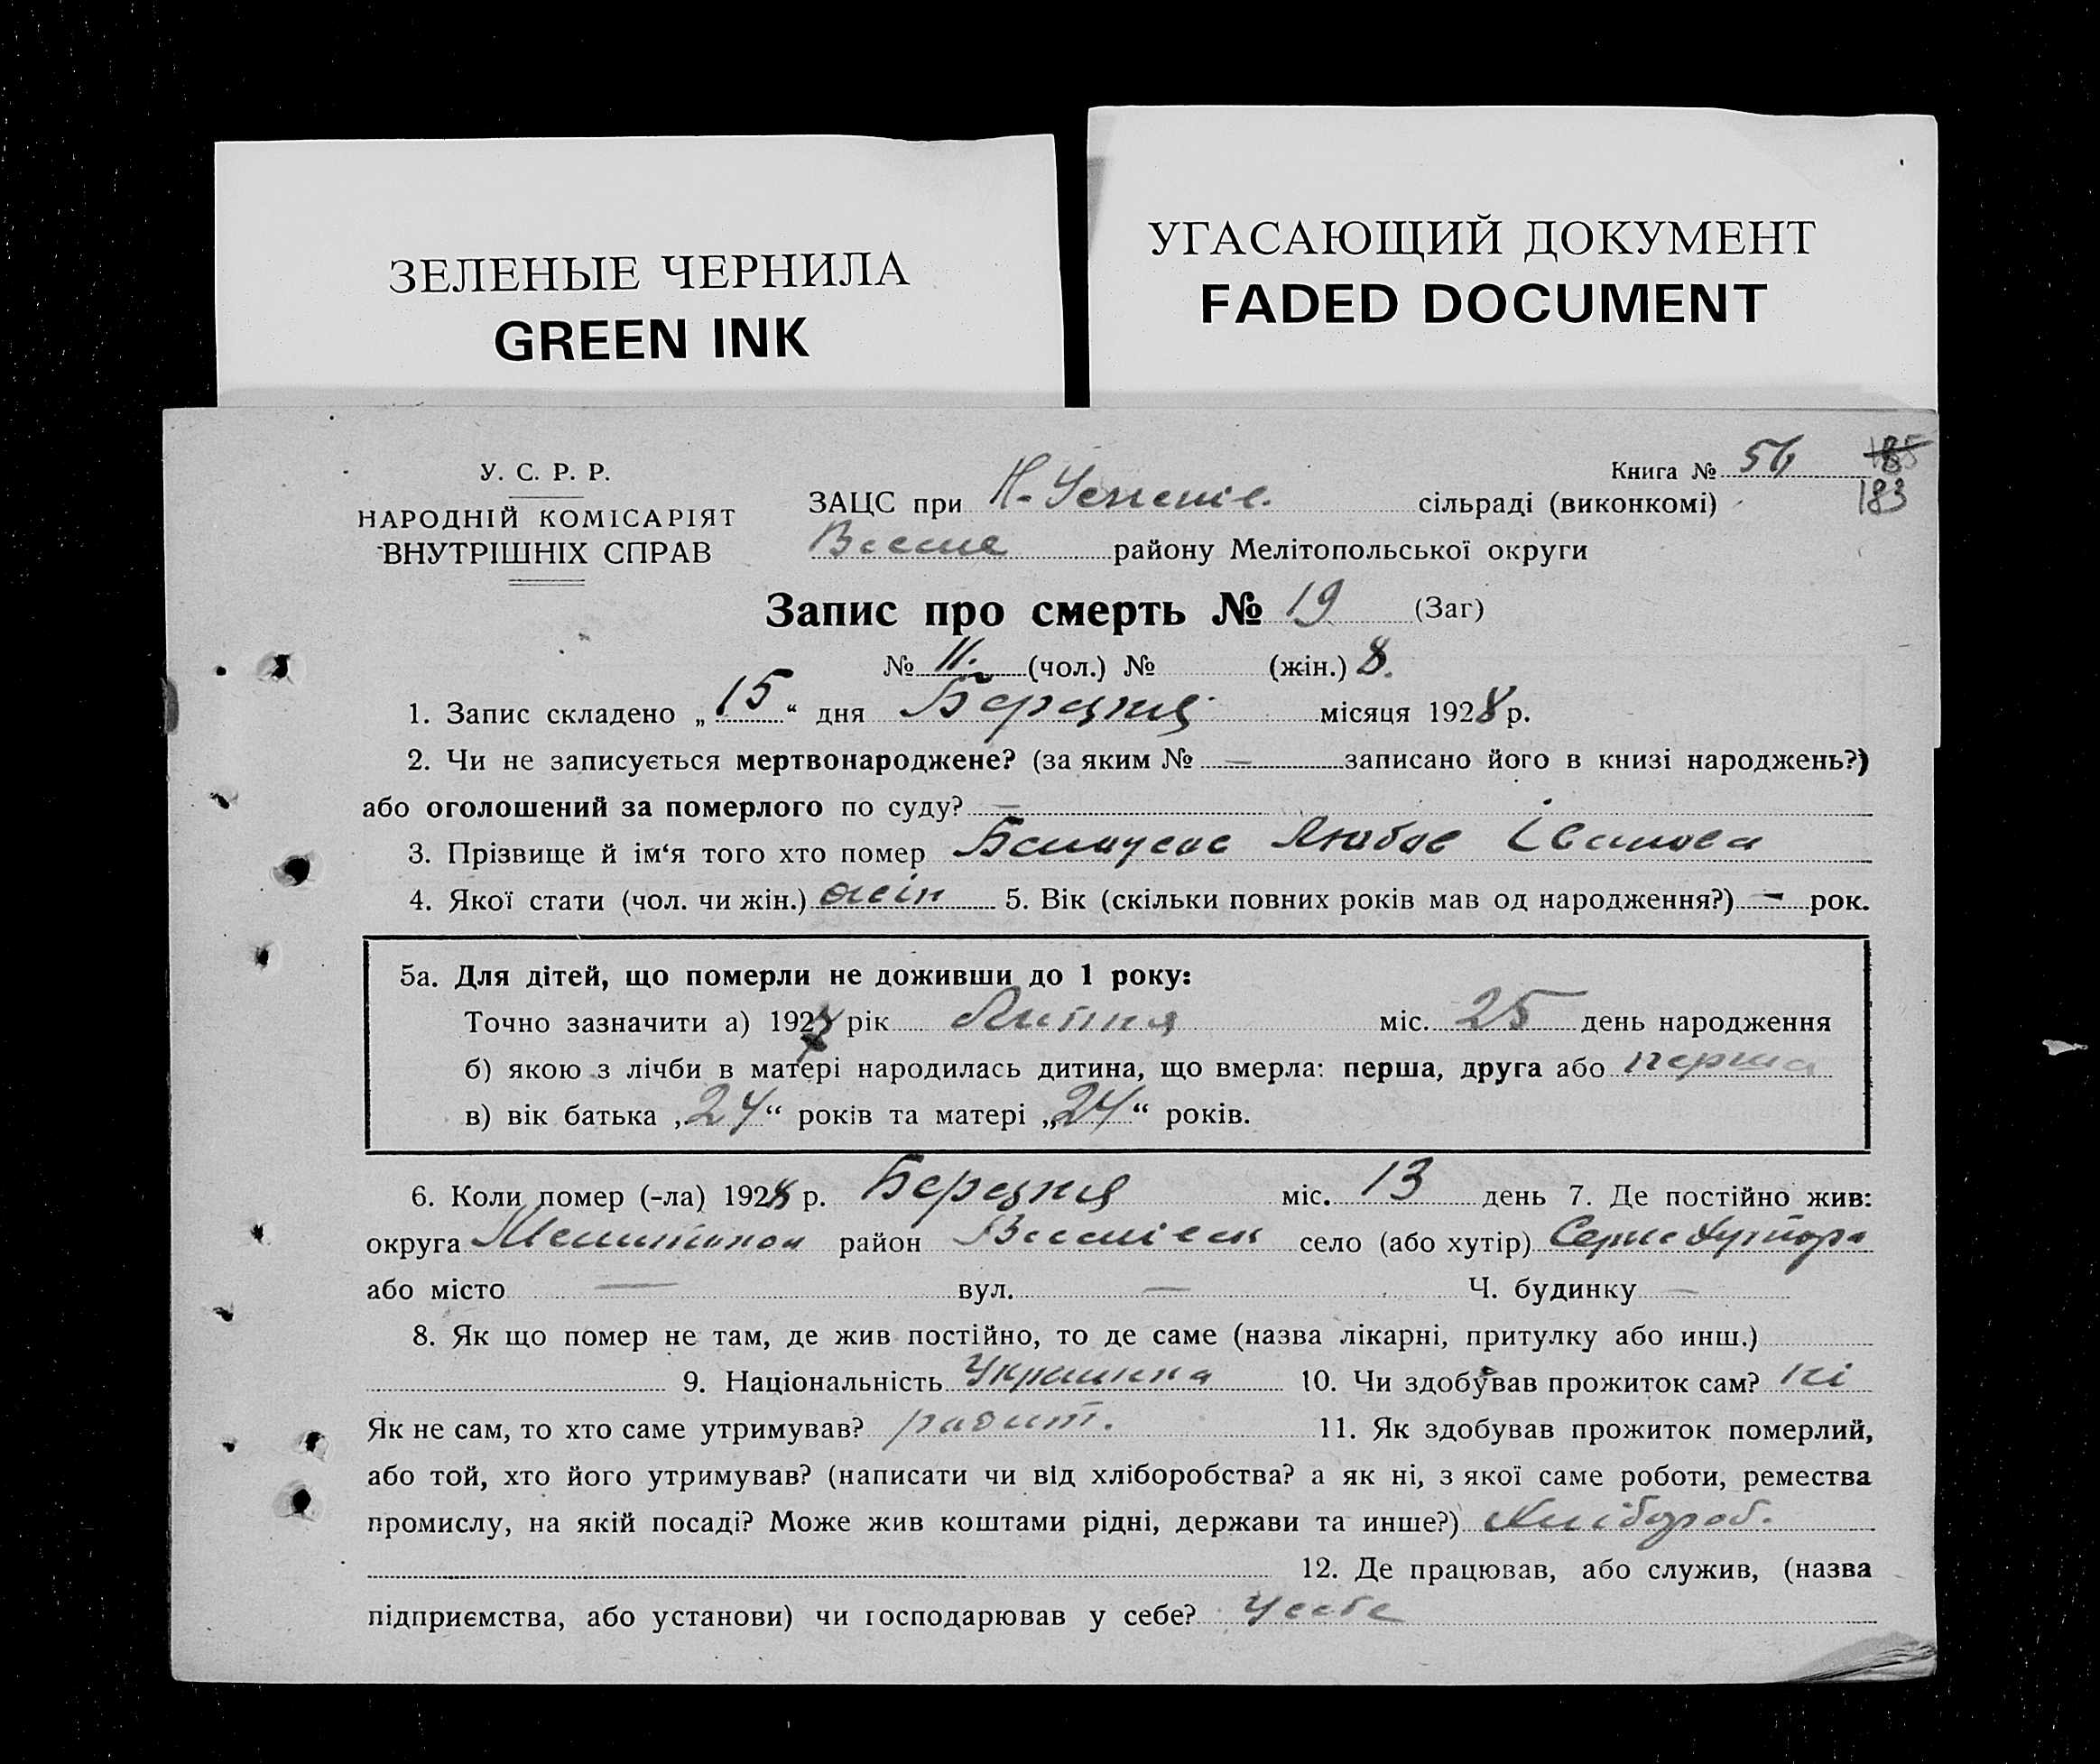 ЗЕЛЕНЫЕ ЧЕРНИЛА
GREEN INK
УГАСАЮЩИЙ ДОКУМЕНТ
FADED DOCUMENT
У. С. Р. Р.
НАРОДНІЙ КОМІСАРІЯТ
ВНУТРІШНІХ СПРАВ
Книга № 56 185
183
ЗАЦС при Н-Успенів. сільраді (виконкомі)
Веселе району Мелітопольської округи
Запис про смерть № 19 (Заг)
№ 11. (чол.) № (жін.) 8.
1. Запис складено „15“ дня Березня місяця 1928 р.
2. Чи не записується мертвонароджене? (за яким № — записано його в книзі народжень?)
або оголошений за померлого по суду? —
3. Прізвище й ім‘я того хто помер Любов Іванова
4. Якої стати (чол. чи жін.) жін 5. Вік (скільки повних років мав од народження?) — рок.
5а. Для дітей, що померли не доживши до 1 року:
Точно зазначити а) 1927 рік Липня міс. 25 день народження
б) якою з лічби в матері народилась дитина, що вмерла: перша, друга або перша
в) вік батька „24“ років та матері „24“ років.
6. Коли помер (-ла) 1928 р. Березня міс. 13 день 7. Де постійно жив:
округа Мелитопол район Веселівськ село (або хутір)
або місто — вул. — Ч. будинку —
8. Як що помер не там, де жив постійно, то де саме (назва лікарні, притулку або инш.)
9. Національність Українка 10. Чи здобував прожиток сам? ні
Як не сам, то хто саме утримував? родит. 11. Як здобував прожиток померлий,
або той, хто його утримував? (написати чи від хліборобства? а як ні, з якої саме роботи, ремества
промислу, на якій посаді? Може жив коштами рідні, держави та инше?) Хлібороб.
12. Де працював, або служив, (назва
підприємства, або установи) чи господарював у себе? У себе